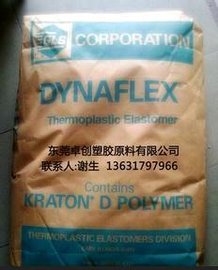 GLS CORPORATION
DYNAFLEX
Thermoplastic Elastomer
东莞卓创塑胶原料有限公司
联系人:谢生 13631797966
Contains
KRATON® D POLYMER
THERMOPLASTIC ELASTOMERS DIVISION